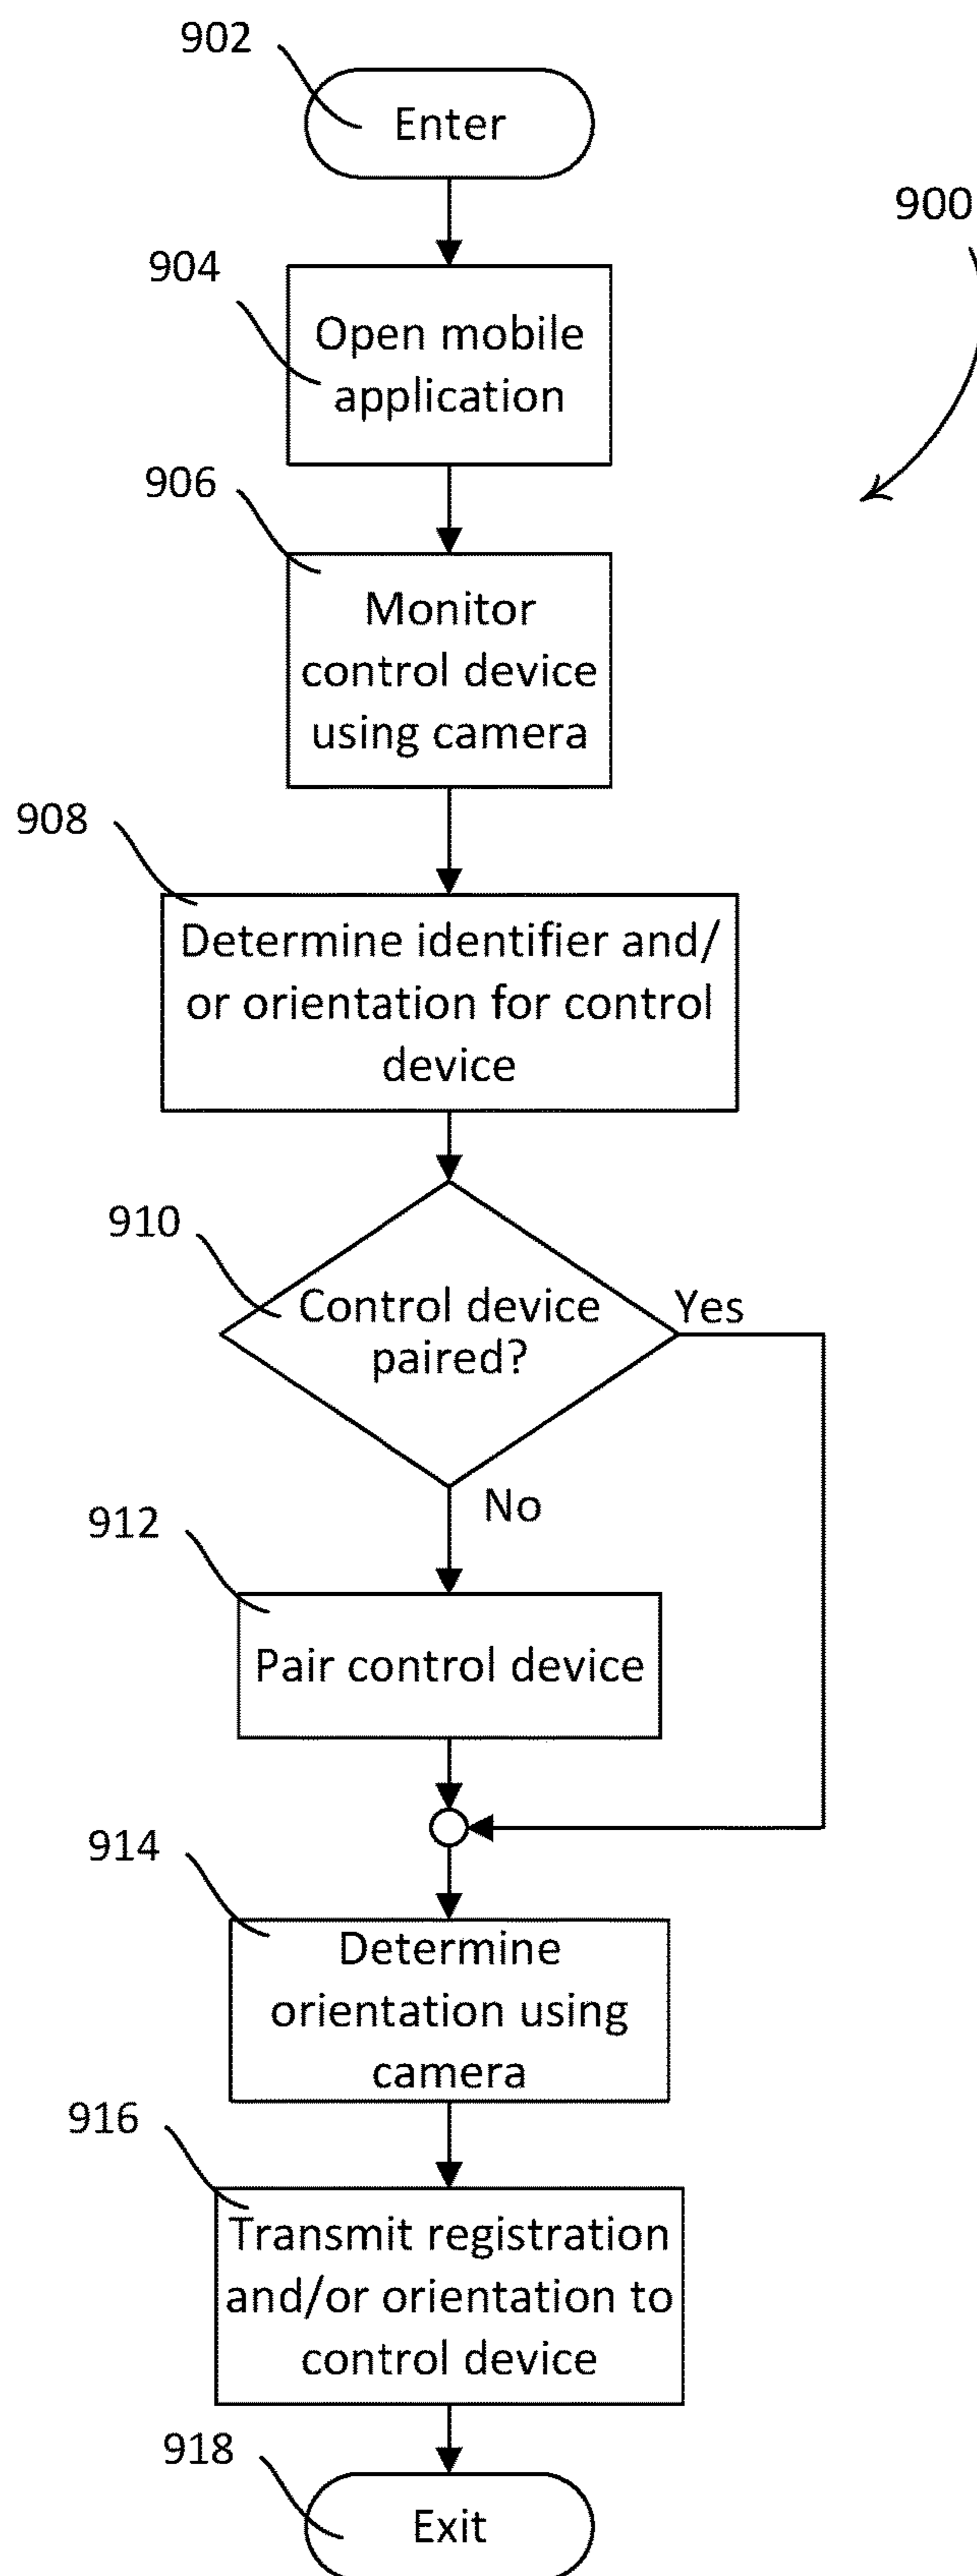 902
Enter
900
904
Open mobile
application
906
Monitor
control device
using camera
908
Determine identifier and/
or orientation for control
device
910
Control device
paired?
Yes
No
912
Pair control device
914
Determine
orientation using
camera
916
Transmit registration
and/or orientation to
control device
918
Exit